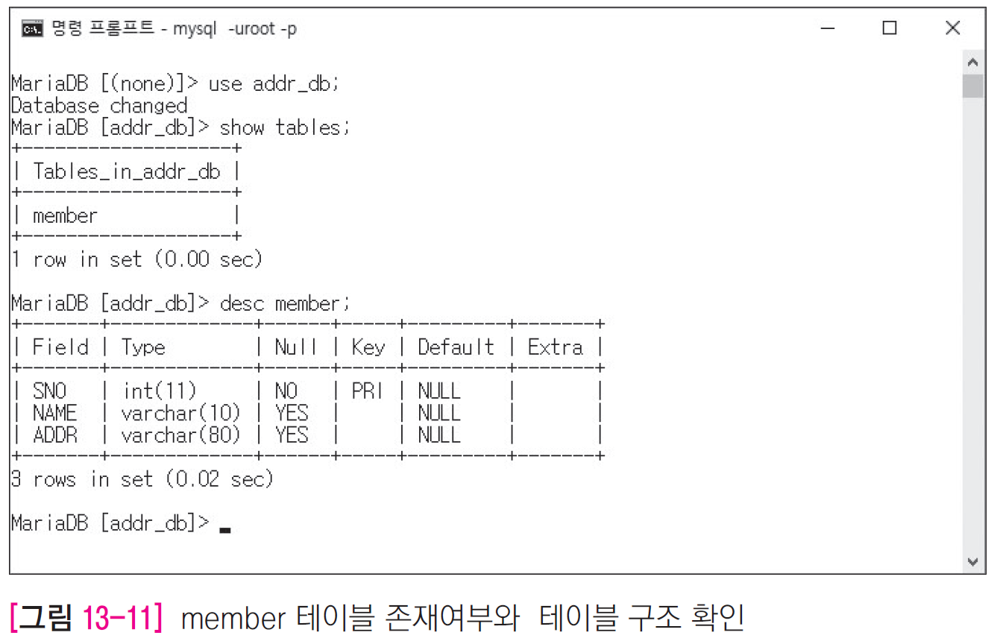 명령 프롬프트 - mysql -uroot -p
MariaDB [(none)]> use addr_db;
Database changed
MariaDB [addr_db]> show tables;
+-------------------+
| Tables_in_addr_db |
+-------------------+
| member            |
+-------------------+
1 row in set (0.00 sec)
MariaDB [addr_db]> desc member;
+-------+-------------+------+-----+---------+-------+
| Field | Type        | Null | Key | Default | Extra |
+-------+-------------+------+-----+---------+-------+
| SNO   | int(11)     | NO   | PRI | NULL    |       |
| NAME  | varchar(10) | YES  |     | NULL    |       |
| ADDR  | varchar(80) | YES  |     | NULL    |       |
+-------+-------------+------+-----+---------+-------+
3 rows in set (0.02 sec)
MariaDB [addr_db]> _
[그림 13-11] member 테이블 존재여부와 테이블 구조 확인